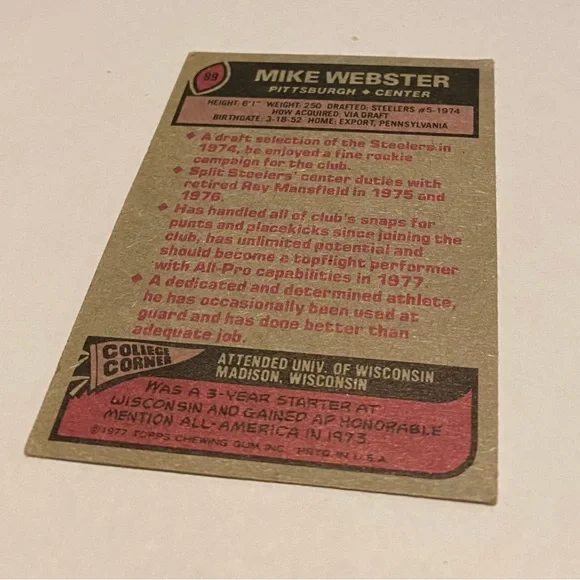 99
MIKE WEBSTER
PITTSBURGH ♦ CENTER
HEIGHT: 6'1" WEIGHT: 250 DRAFTED: STEELERS #5-1974
HOW ACQUIRED: VIA DRAFT
BIRTHDATE: 3-18-52 HOME: EXPORT, PENNSYLVANIA
♦ A draft selection of the Steelers in
1974, he enjoyed a fine rookie
campaign for the club.
♦ Split Steelers' center duties with
retired Ray Mansfield in 1975 and
1976.
♦ Has handled all of club's snaps for
punts and placekicks since joining the
club, has unlimited potential and
should become a topflight performer
with All-Pro capabilities in 1977.
♦ A dedicated and determined athlete,
he has occasionally been used at
guard and has done better than
adequate job.
COLLEGE
CORNER
ATTENDED UNIV. OF WISCONSIN
MADISON, WISCONSIN
WAS A 3-YEAR STARTER AT
WISCONSIN AND GAINED AP HONORABLE
MENTION ALL-AMERICA IN 1973.
©1977 TOPPS CHEWING GUM, INC. PRTD. IN U.S.A.